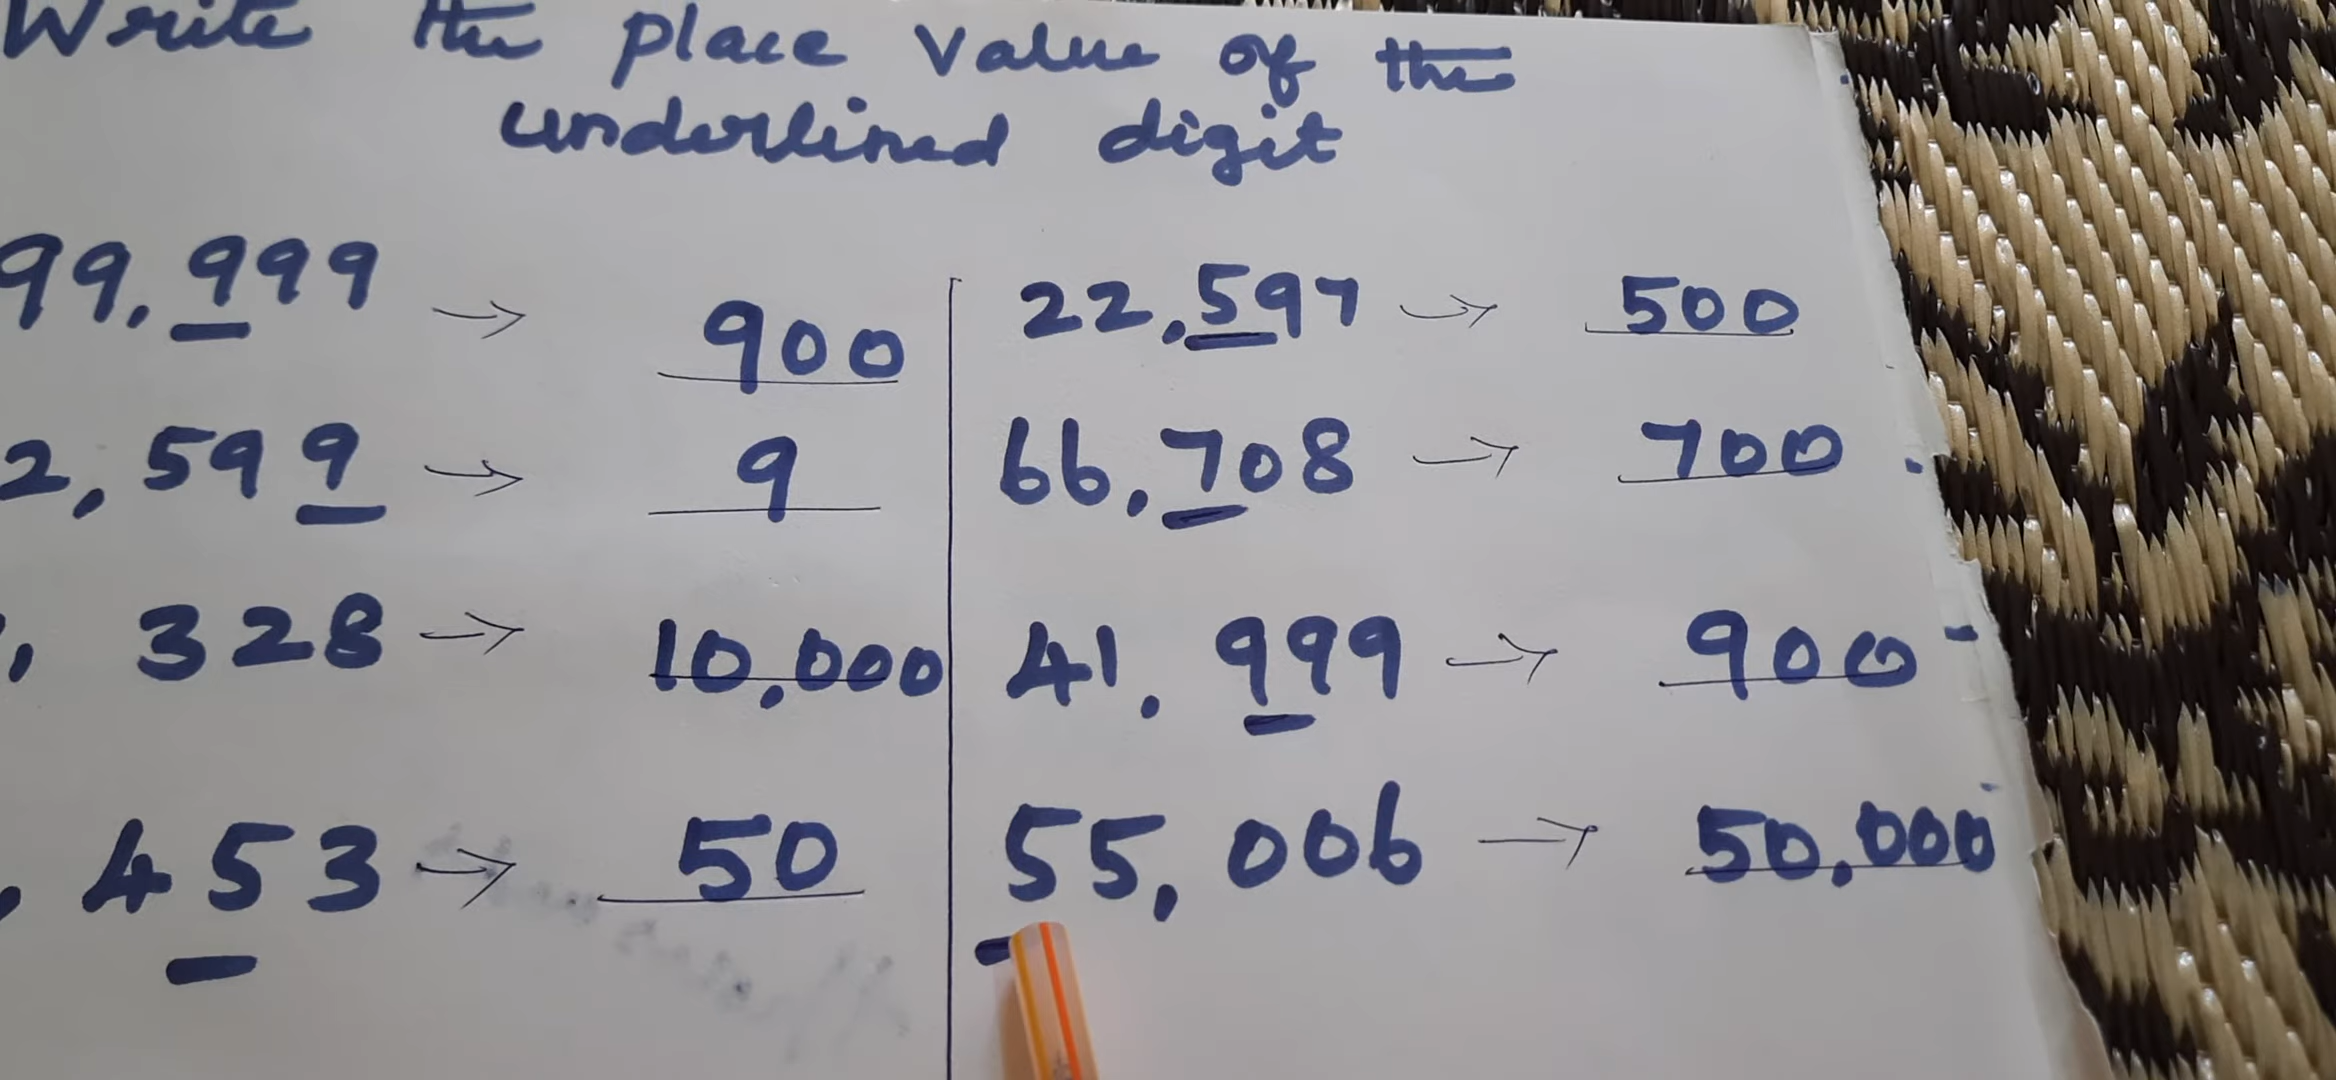 Write the place value of the
underlined digit
99,999 → 900
2,599 → 9
, 328 → 10,000
, 453 → 50
22,597 → 500
66,708 → 700
41,999 → 900
55,006 → 50,000